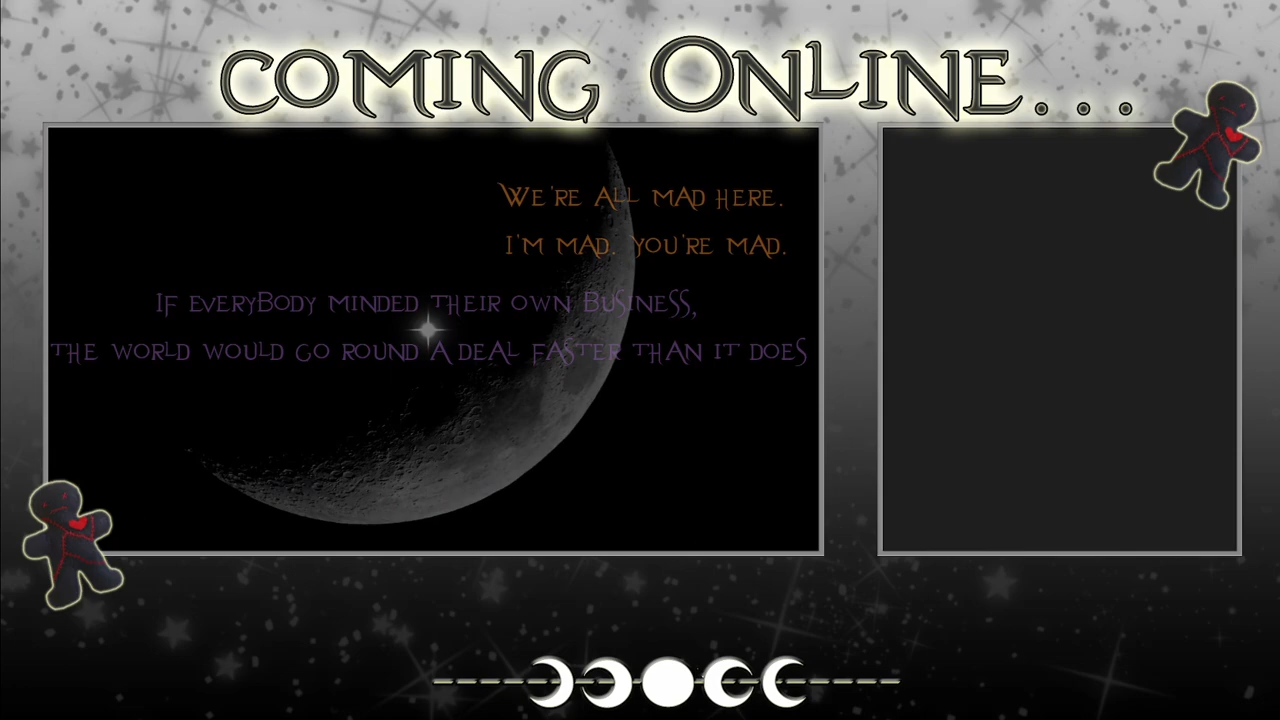 COMING ONLINE...
WE'RE ALL MAD HERE.
I'M MAD. YOU'RE MAD.
IF EVERYBODY MINDED THEIR OWN BUSINESS,
THE WORLD WOULD GO ROUND A DEAL FASTER THAN IT DOES